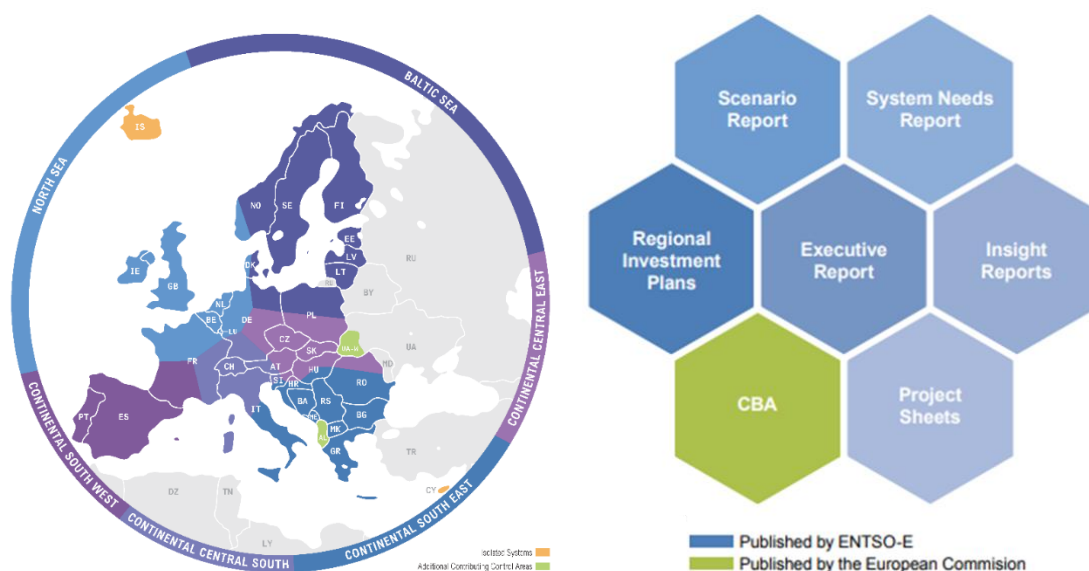 BALTIC SEA
NORTH SEA
IS
NO
SE
FI
RU
EE
LV
LT
DK
IE
GB
BY
NL
BE
DE
PL
LU
CZ
UA
UA-W
SK
FR
CH
AT
HU
MD
SI
HR
RO
PT
ES
IT
BA
RS
BG
ME
MK
AL
GR
TR
CY
DZ
TN
LY
CONTINENTAL CENTRAL EAST
CONTINENTAL SOUTH WEST
CONTINENTAL CENTRAL SOUTH
CONTINENTAL SOUTH EAST
Isolated Systems
Additional Contributing Control Areas
Scenario
Report
System Needs
Report
Regional
Investment
Plans
Executive
Report
Insight
Reports
CBA
Project
Sheets
Published by ENTSO-E
Published by the European Commision